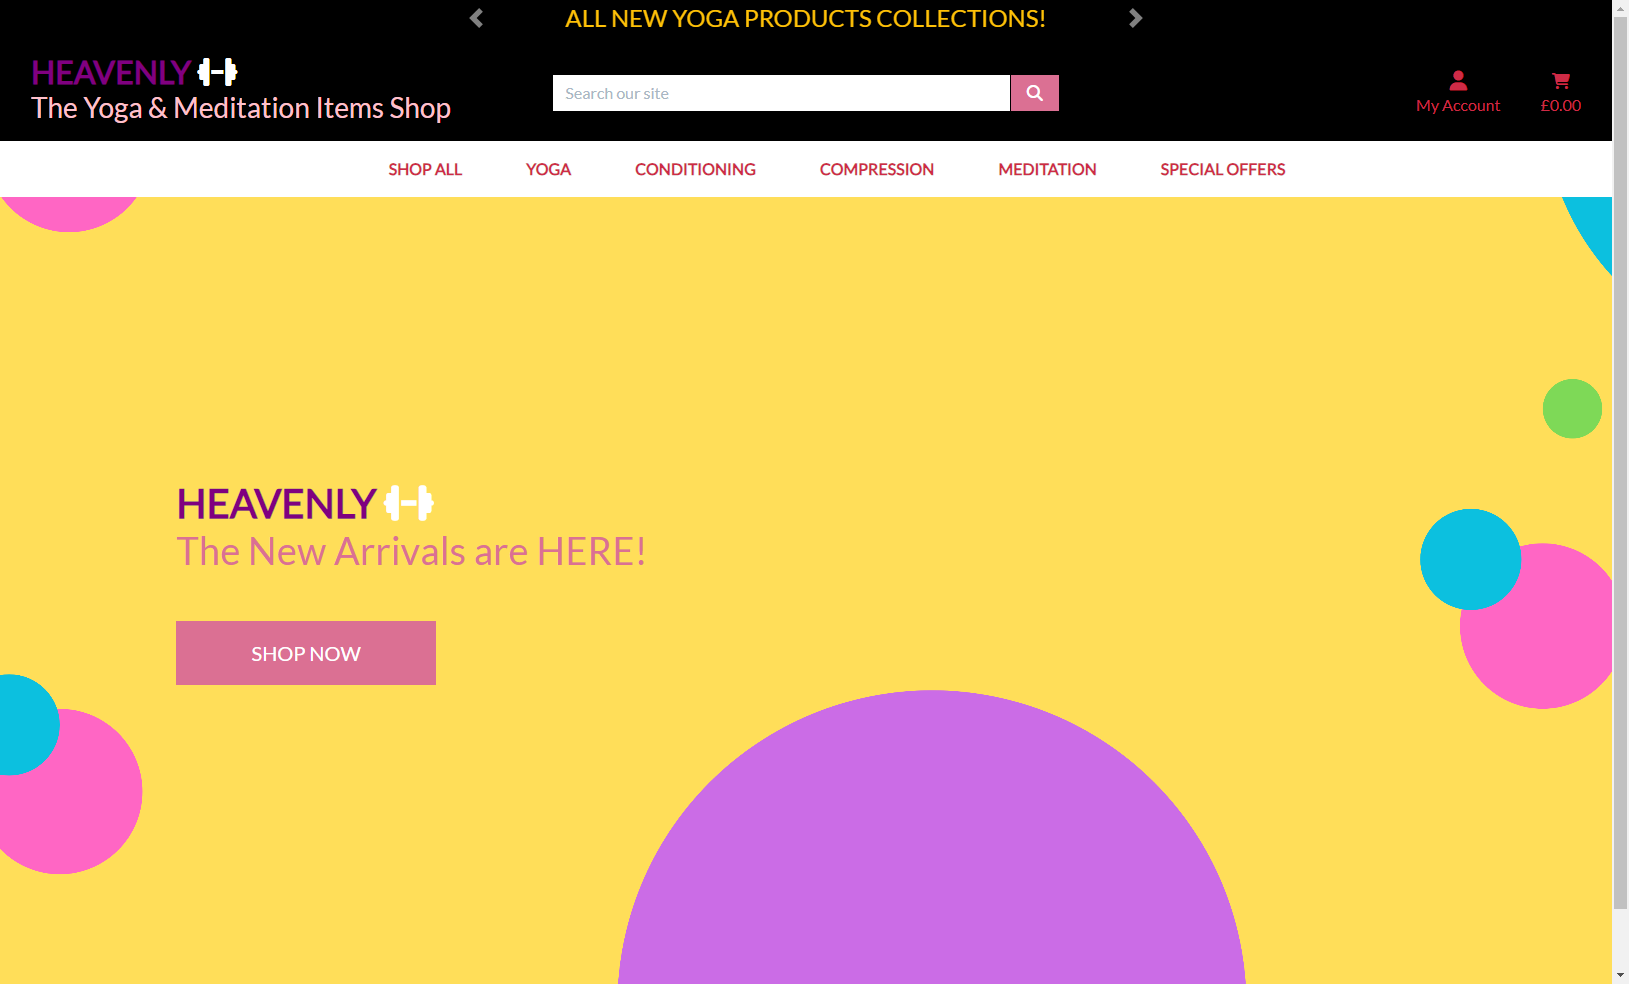 ALL NEW YOGA PRODUCTS COLLECTIONS!
HEAVENLY
The Yoga & Meditation Items Shop
Search our site
My Account
£0.00
SHOP ALL
YOGA
CONDITIONING
COMPRESSION
MEDITATION
SPECIAL OFFERS
HEAVENLY
The New Arrivals are HERE!
SHOP NOW